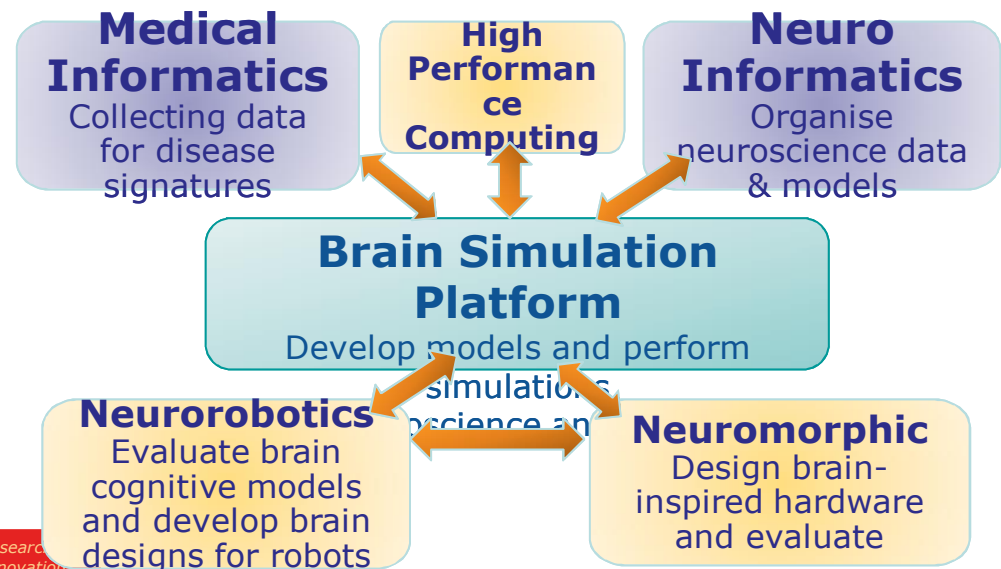 Medical
Informatics
Collecting data
for disease
signatures
High
Performan
ce
Computing
Neuro
Informatics
Organise
neuroscience data
& models
Brain Simulation
Platform
Develop models and perform
simulations
Neurorobotics
Evaluate brain
cognitive models
and develop brain
designs for robots
Neuromorphic
Design brain-
inspired hardware
and evaluate